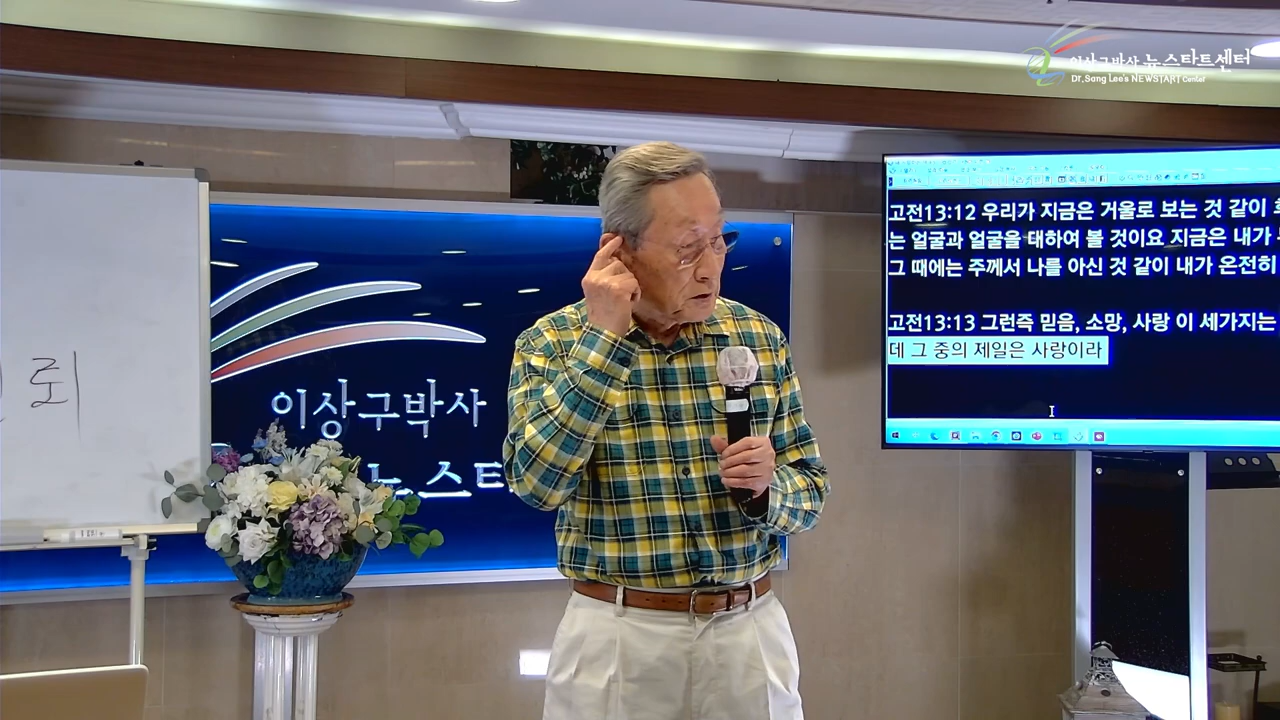 이상구박사 뉴스타트센터
Dr. Sang Lee's NEWSTART Center
고전13:12 우리가 지금은 거울로 보는 것 같이
는 얼굴과 얼굴을 대하여 볼 것이요 지금은 내가
그 때에는 주께서 나를 아신 것 같이 내가 온전히
고전13:13 그런즉 믿음, 소망, 사랑 이 세가지는
데 그 중의 제일은 사랑이라
뢰
이상구박사
뉴스타